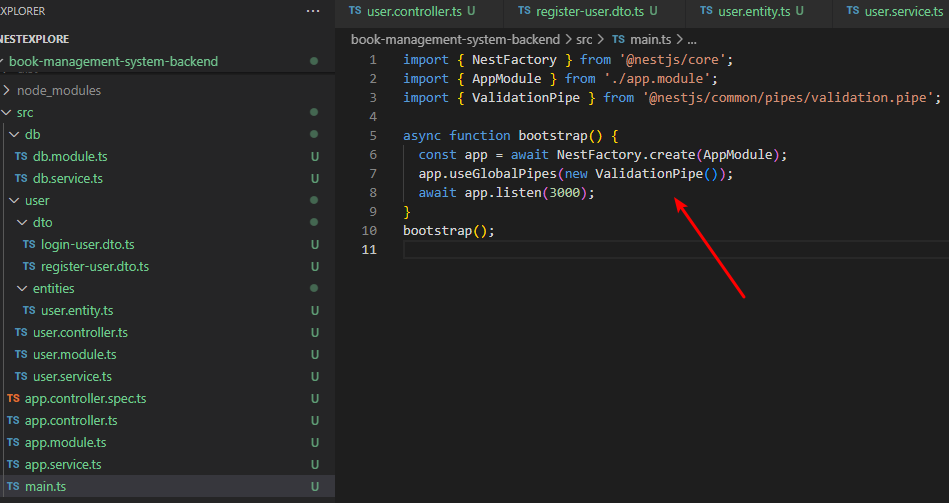 EXPLORER ···
NESTEXPLORE
book-management-system-backend
node_modules
src
db
TS db.module.ts U
TS db.service.ts U
user
dto
TS login-user.dto.ts U
TS register-user.dto.ts U
entities
TS user.entity.ts U
TS user.controller.ts U
TS user.module.ts U
TS user.service.ts U
TS app.controller.spec.ts U
TS app.controller.ts U
TS app.module.ts U
TS app.service.ts U
TS main.ts U
TS user.controller.ts U TS register-user.dto.ts U TS user.entity.ts U TS user.service.ts
book-management-system-backend > src > TS main.ts > ...
1 import { NestFactory } from '@nestjs/core';
2 import { AppModule } from './app.module';
3 import { ValidationPipe } from '@nestjs/common/pipes/validation.pipe';
4
5 async function bootstrap() {
6 const app = await NestFactory.create(AppModule);
7 app.useGlobalPipes(new ValidationPipe());
8 await app.listen(3000);
9 }
10 bootstrap();
11